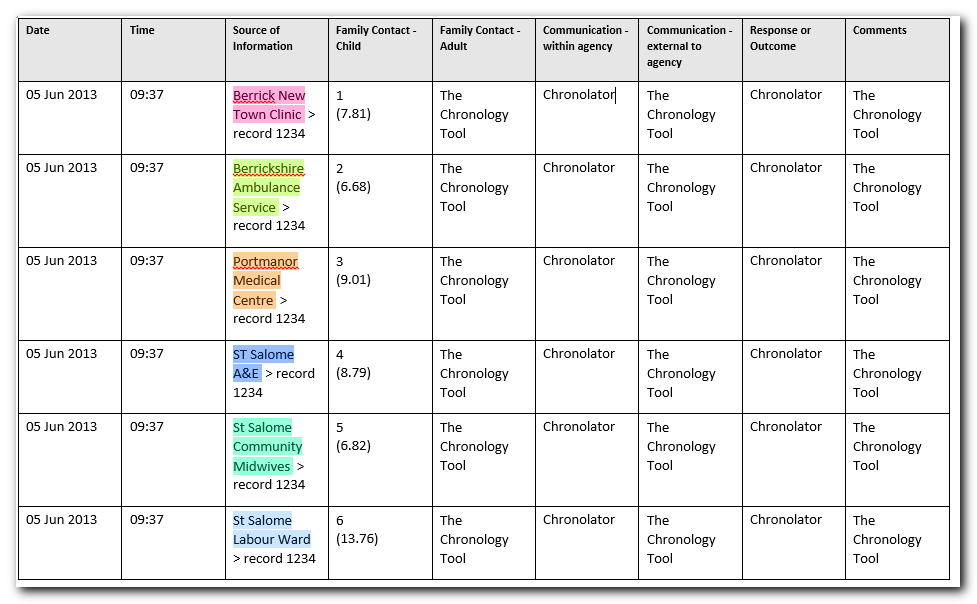 Date
Time
Source of
Information
Family Contact -
Child
Family Contact -
Adult
Communication -
within agency
Communication -
external to
agency
Response or
Outcome
Comments
05 Jun 2013
09:37
Berrick New
Town Clinic >
record 1234
1
(7.81)
The
Chronology
Tool
Chronolator
The
Chronology
Tool
Chronolator
The
Chronology
Tool
05 Jun 2013
09:37
Berrickshire
Ambulance
Service >
record 1234
2
(6.68)
The
Chronology
Tool
Chronolator
The
Chronology
Tool
Chronolator
The
Chronology
Tool
05 Jun 2013
09:37
Portmanor
Medical
Centre >
record 1234
3
(9.01)
The
Chronology
Tool
Chronolator
The
Chronology
Tool
Chronolator
The
Chronology
Tool
05 Jun 2013
09:37
ST Salome
A&E > record
1234
4
(8.79)
The
Chronology
Tool
Chronolator
The
Chronology
Tool
Chronolator
The
Chronology
Tool
05 Jun 2013
09:37
St Salome
Community
Midwives >
record 1234
5
(6.82)
The
Chronology
Tool
Chronolator
The
Chronology
Tool
Chronolator
The
Chronology
Tool
05 Jun 2013
09:37
St Salome
Labour Ward
> record 1234
6
(13.76)
The
Chronology
Tool
Chronolator
The
Chronology
Tool
Chronolator
The
Chronology
Tool